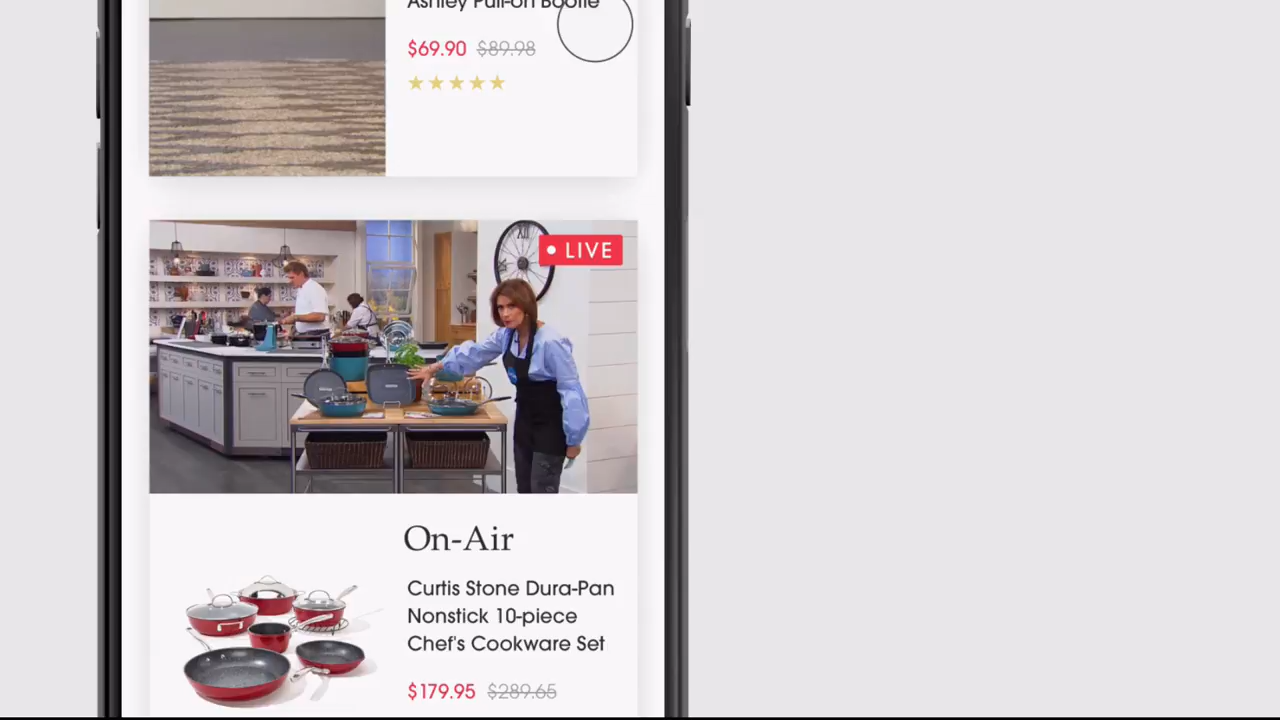 Ashley Pull-on Bootie
$69.90 $89.98
LIVE
On-Air
Curtis Stone Dura-Pan
Nonstick 10-piece
Chef's Cookware Set
$179.95 $289.65